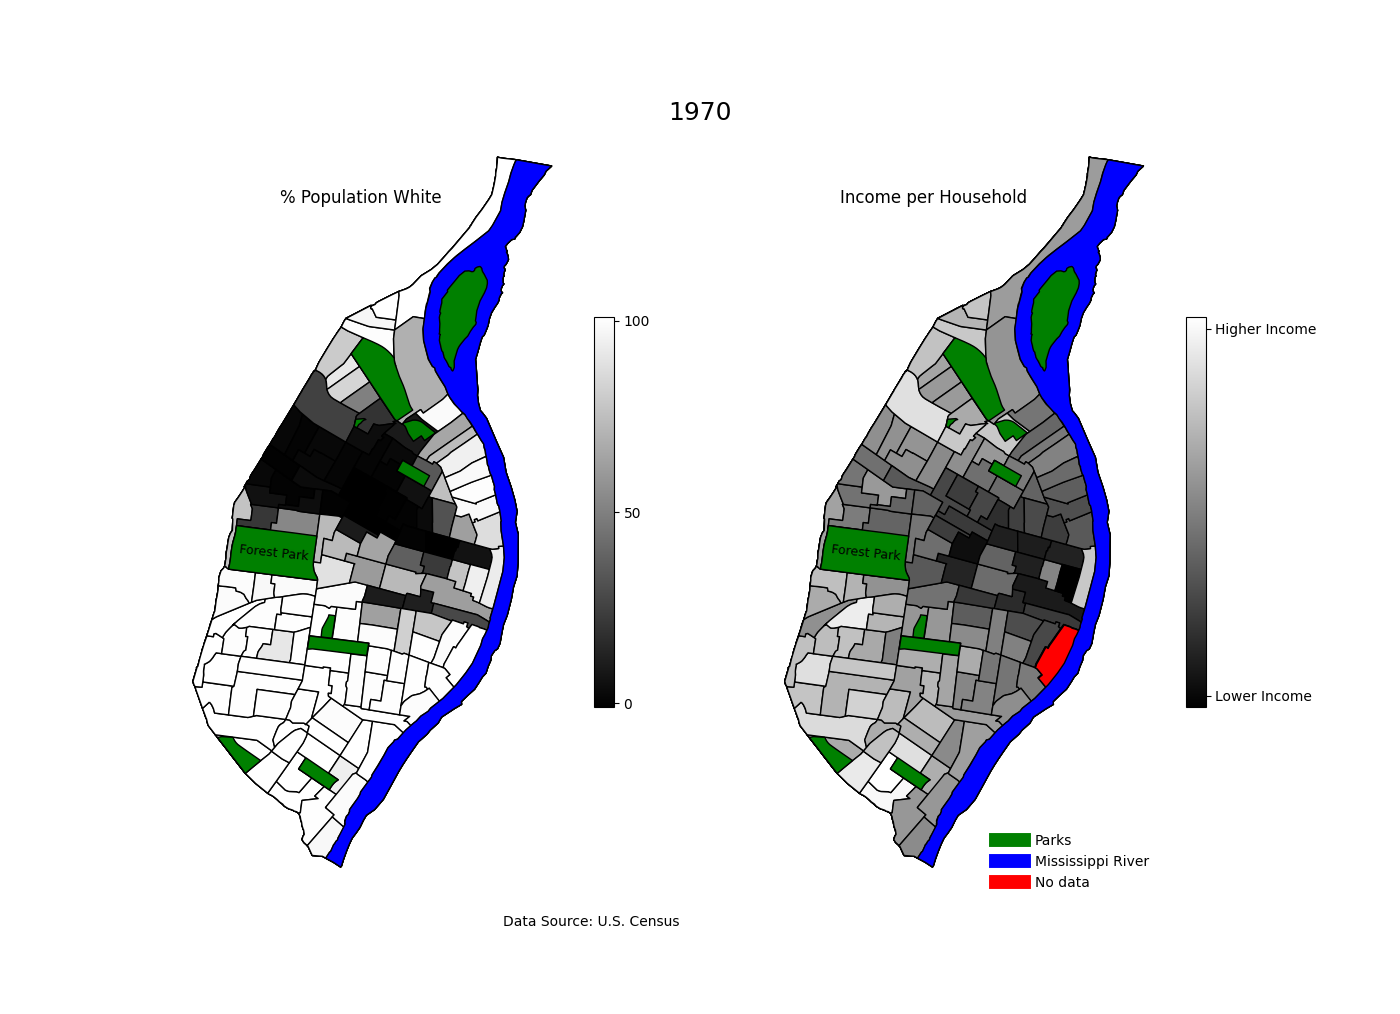 1970
% Population White
Income per Household
100
50
0
Higher Income
Lower Income
Forest Park
Forest Park
Parks
Mississippi River
No data
Data Source: U.S. Census